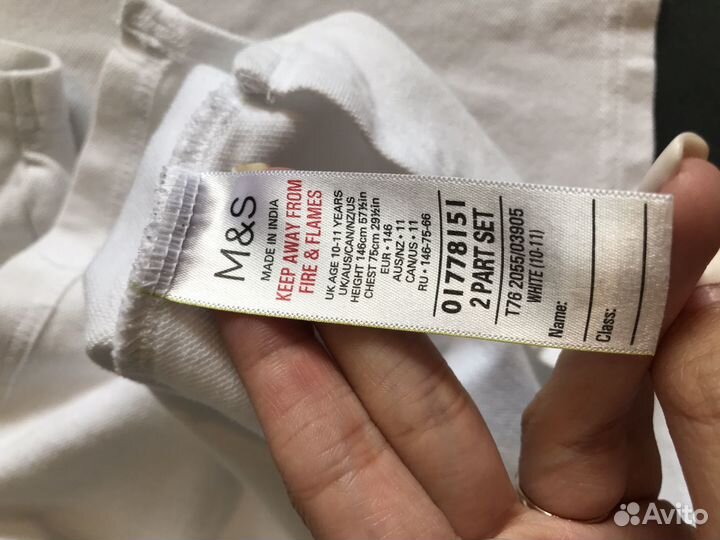 M&S
MADE IN INDIA
KEEP AWAY FROM
FIRE & FLAMES
UK AGE 10-11 YEARS
UK/AUS/CAN/NZ/US
HEIGHT 146cm 57½in
CHEST 75cm 29½in
EUR • 146
AUS/NZ • 11
CAN/US • 11
RU • 146-75-66
01778151
2 PART SET
T76 2055/03905
WHITE (10-11)
Name:
Class:
Avito